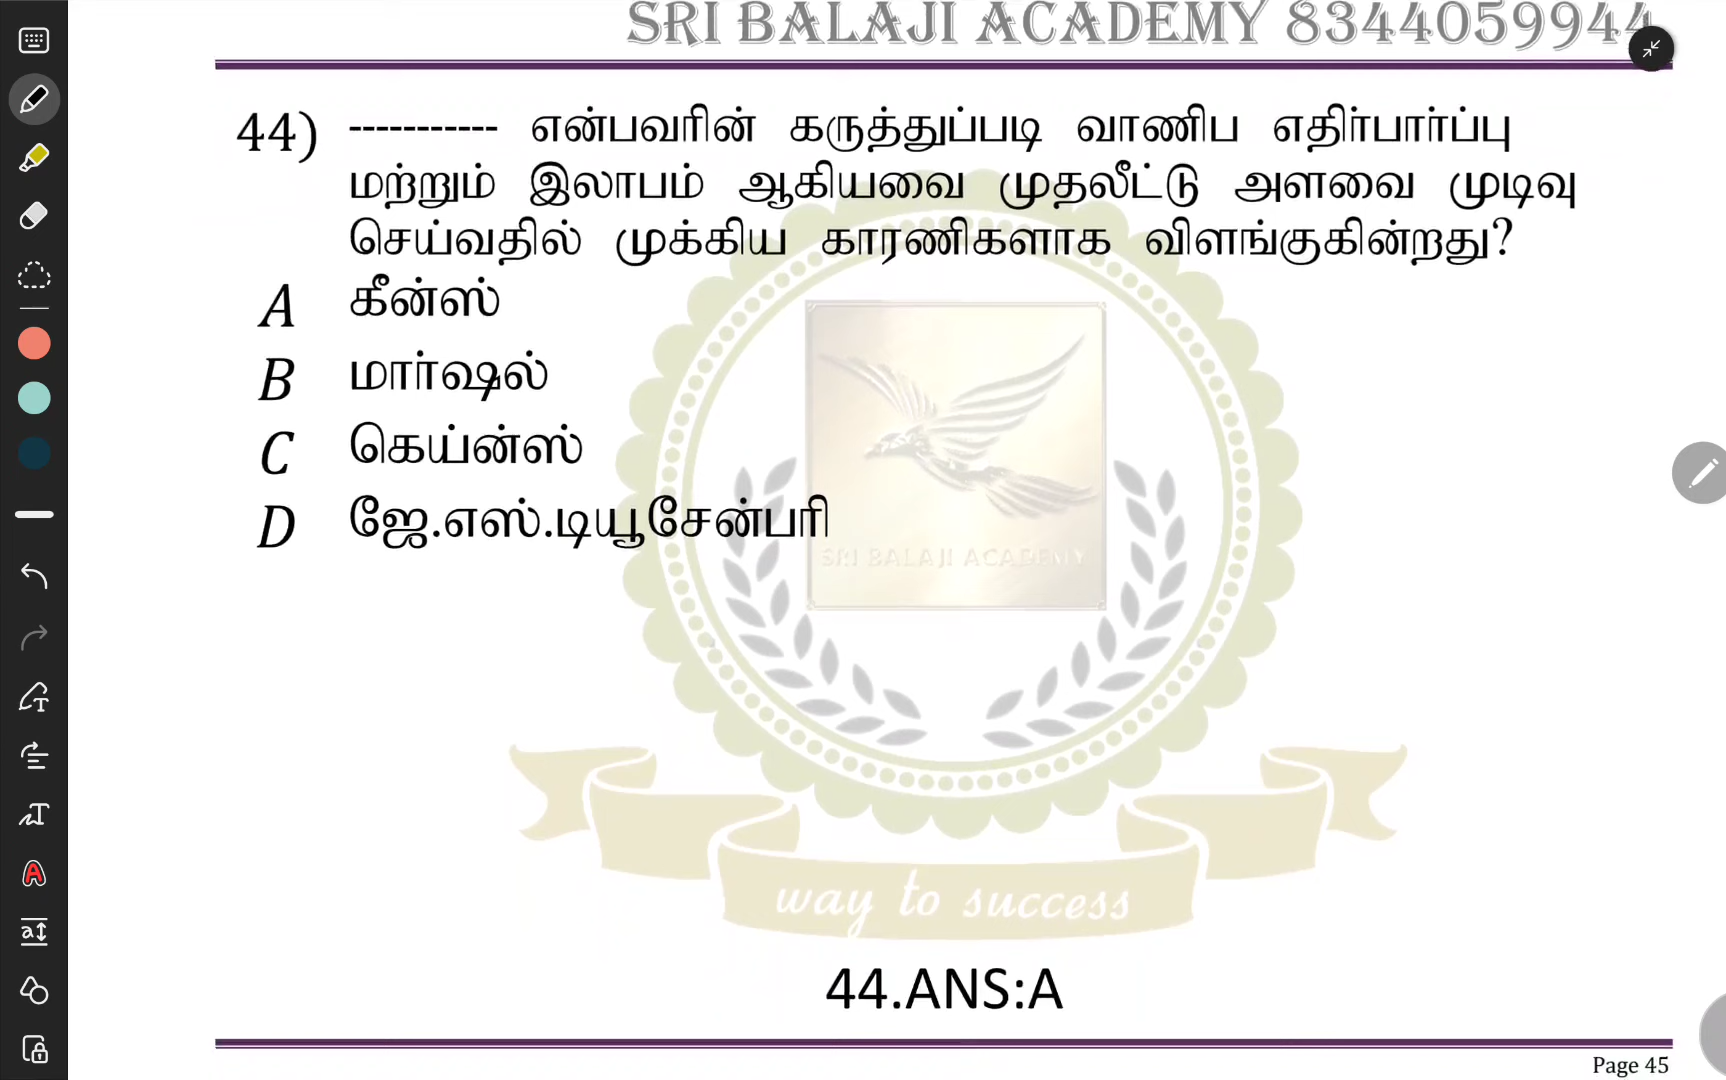 SRI BALAJI ACADEMY 8344059944
44) ----------- என்பவரின் கருத்துப்படி வாணிப எதிர்பார்ப்பு
மற்றும் இலாபம் ஆகியவை முதலீட்டு அளவை முடிவு
செய்வதில் முக்கிய காரணிகளாக விளங்குகின்றது?
A கீன்ஸ்
B மார்ஷல்
C கெய்ன்ஸ்
D ஜே.எஸ்.டியூசேன்பரி
SRI BALAJI ACADEMY
way to success
44.ANS:A
Page 45